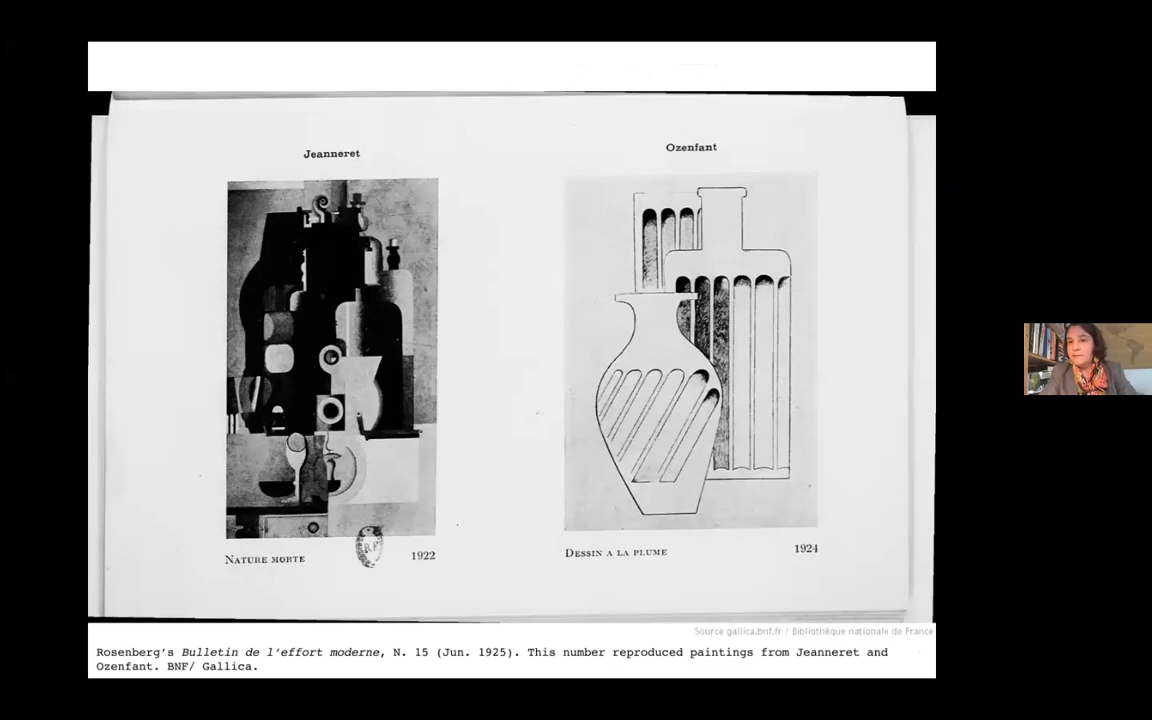 Jeanneret
Ozenfant
NATURE MORTE
1922
DESSIN A LA PLUME
1924
Source gallica.bnf.fr / Bibliothèque nationale de France
Rosenberg's Bulletin de l'effort moderne, N. 15 (Jun. 1925). This number reproduced paintings from Jeanneret and
Ozenfant. BNF/ Gallica.